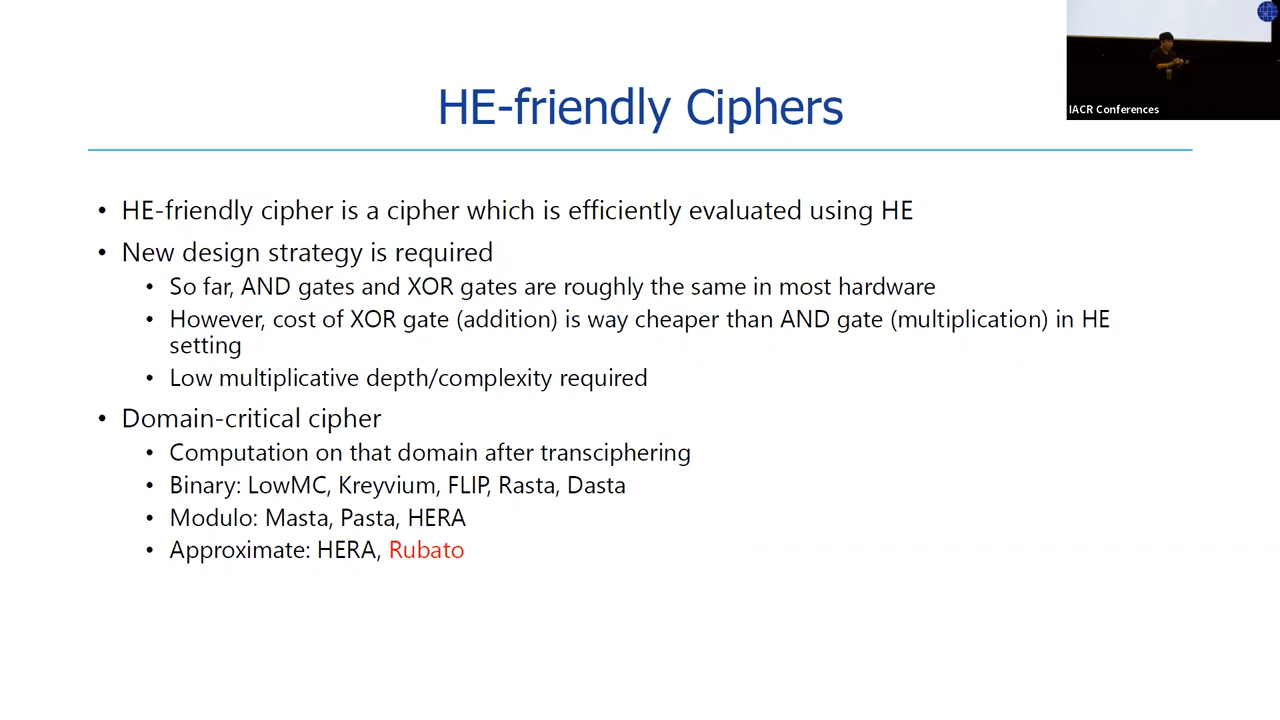 IACR Conferences
HE-friendly Ciphers
• HE-friendly cipher is a cipher which is efficiently evaluated using HE
• New design strategy is required
• So far, AND gates and XOR gates are roughly the same in most hardware
• However, cost of XOR gate (addition) is way cheaper than AND gate (multiplication) in HE
setting
• Low multiplicative depth/complexity required
• Domain-critical cipher
• Computation on that domain after transciphering
• Binary: LowMC, Kreyvium, FLIP, Rasta, Dasta
• Modulo: Masta, Pasta, HERA
• Approximate: HERA, Rubato